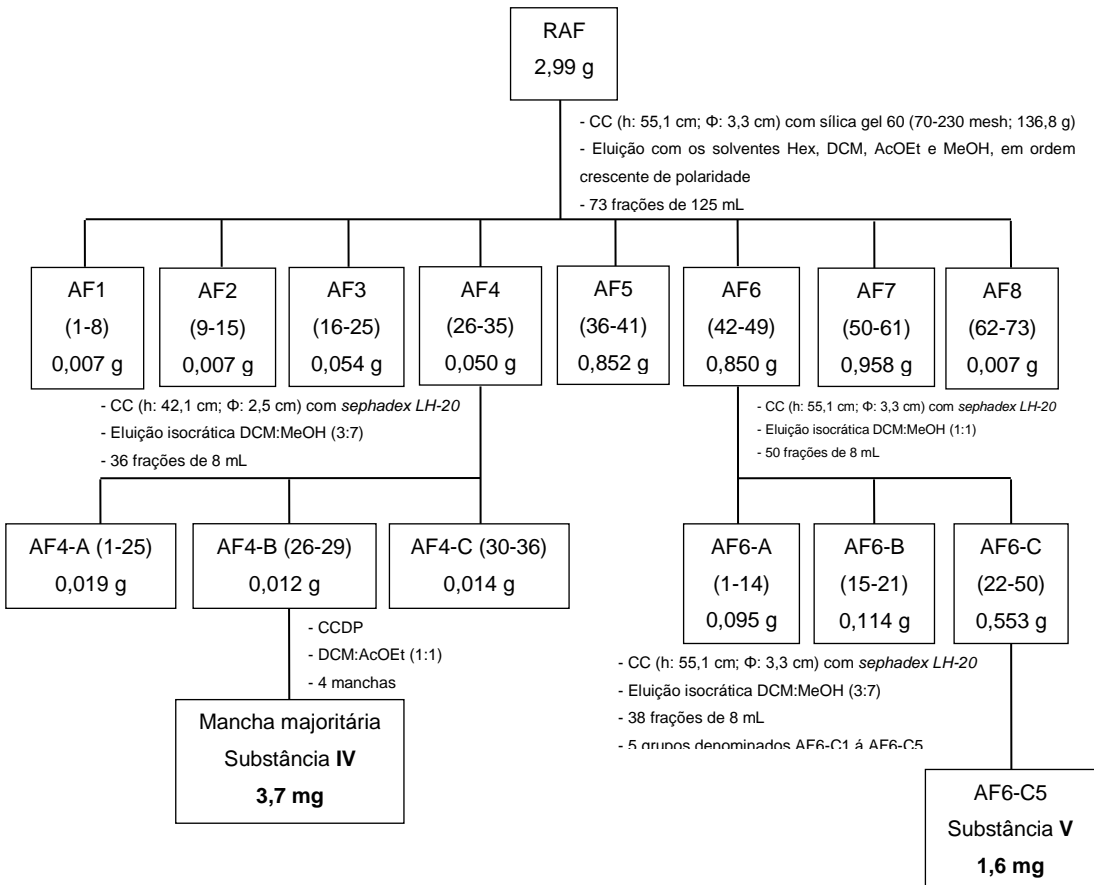 RAF
2,99 g
- CC (h: 55,1 cm; Φ: 3,3 cm) com sílica gel 60 (70-230 mesh; 136,8 g)
- Eluição com os solventes Hex, DCM, AcOEt e MeOH, em ordem
crescente de polaridade
- 73 frações de 125 mL
AF1
(1-8)
0,007 g
AF2
(9-15)
0,007 g
AF3
(16-25)
0,054 g
AF4
(26-35)
0,050 g
AF5
(36-41)
0,852 g
AF6
(42-49)
0,850 g
AF7
(50-61)
0,958 g
AF8
(62-73)
0,007 g
- CC (h: 42,1 cm; Φ: 2,5 cm) com sephadex LH-20
- Eluição isocrática DCM:MeOH (3:7)
- 36 frações de 8 mL
- CC (h: 55,1 cm; Φ: 3,3 cm) com sephadex LH-20
- Eluição isocrática DCM:MeOH (1:1)
- 50 frações de 8 mL
AF4-A (1-25)
0,019 g
AF4-B (26-29)
0,012 g
AF4-C (30-36)
0,014 g
AF6-A
(1-14)
0,095 g
AF6-B
(15-21)
0,114 g
AF6-C
(22-50)
0,553 g
- CCDP
- DCM:AcOEt (1:1)
- 4 manchas
- CC (h: 55,1 cm; Φ: 3,3 cm) com sephadex LH-20
- Eluição isocrática DCM:MeOH (3:7)
- 38 frações de 8 mL
- 5 grupos denominados AF6-C1 á AF6-C5
Mancha majoritária
Substância IV
3,7 mg
AF6-C5
Substância V
1,6 mg